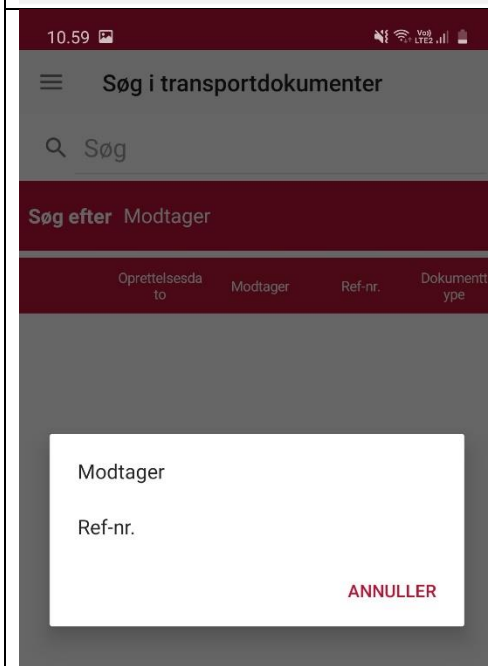 10.59
Søg i transportdokumenter
Søg
Søg efter Modtager
Oprettelsesda
to
Modtager
Ref-nr.
Dokumentt
ype
Modtager
Ref-nr.
ANNULLER